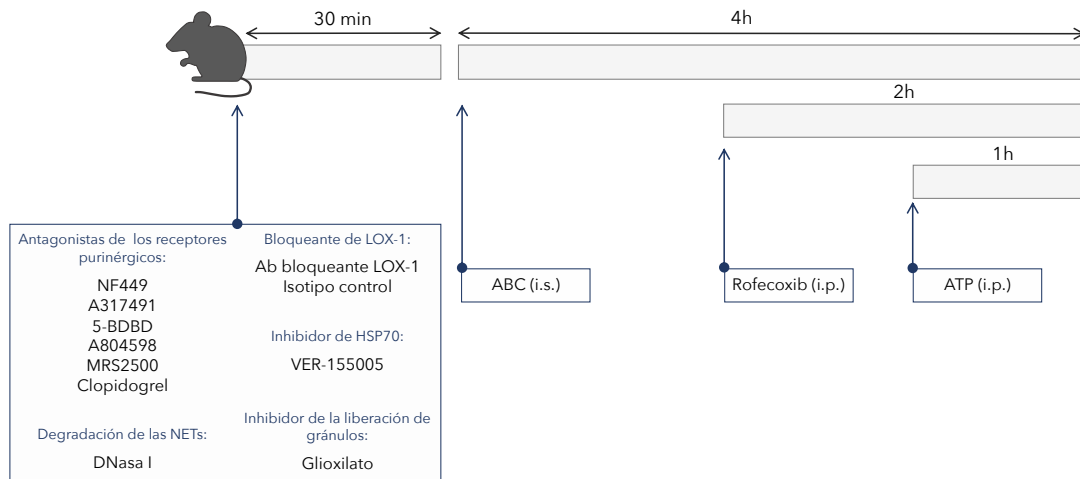 30 min
4h
2h
1h
Antagonistas de los receptores
purinérgicos:
NF449
A317491
5-BDBD
A804598
MRS2500
Clopidogrel
Degradación de las NETs:
DNasa I
Bloqueante de LOX-1:
Ab bloqueante LOX-1
Isotipo control
Inhibidor de HSP70:
VER-155005
Inhibidor de la liberación de
gránulos:
Glioxilato
ABC (i.s.)
Rofecoxib (i.p.)
ATP (i.p.)